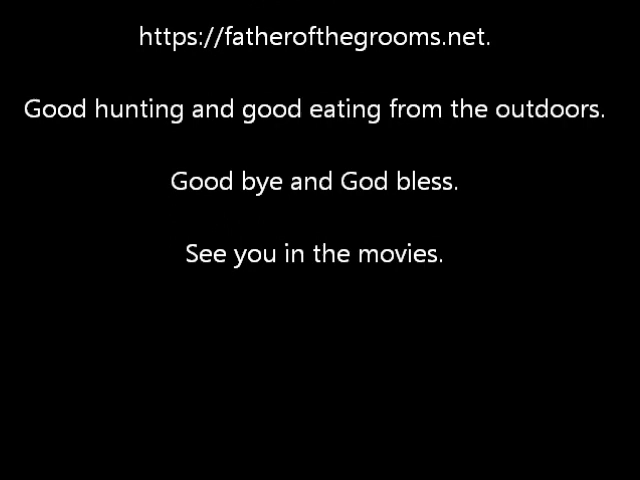 https://fatherofthegrooms.net.
Good hunting and good eating from the outdoors.
Good bye and God bless.
See you in the movies.